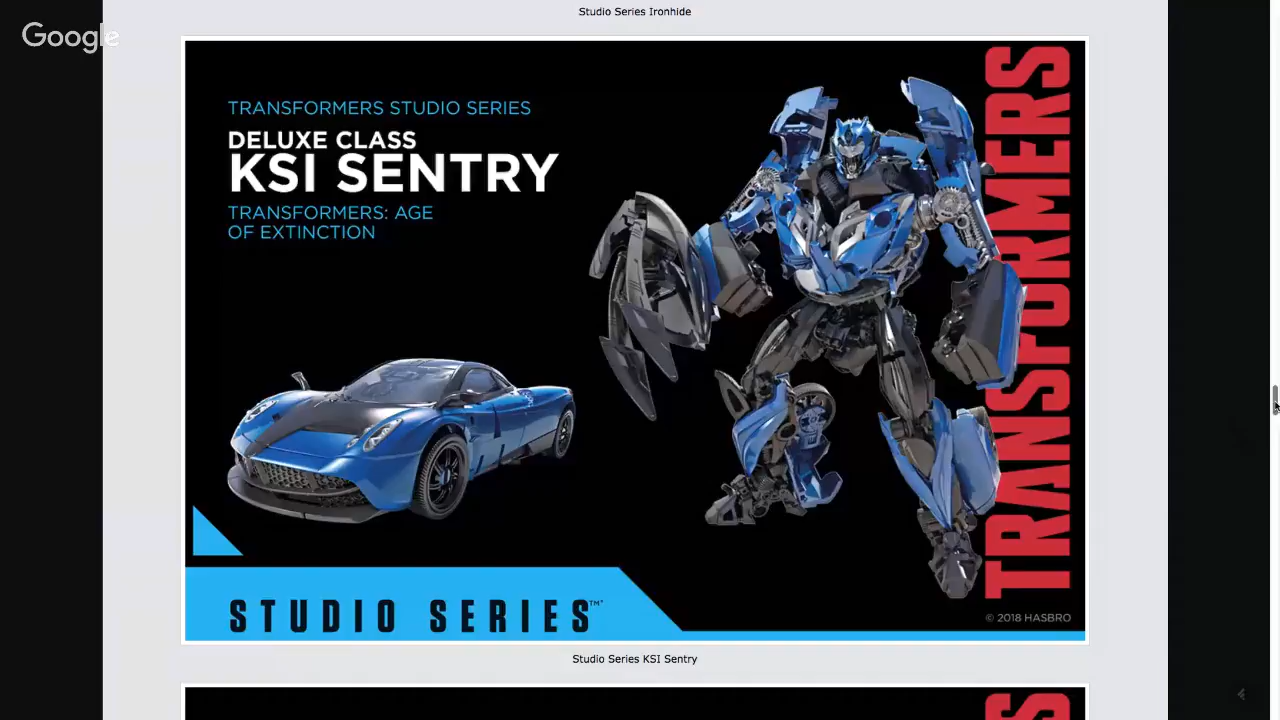 Studio Series Ironhide
Google
TRANSFORMERS STUDIO SERIES
DELUXE CLASS
KSI SENTRY
TRANSFORMERS: AGE
OF EXTINCTION
TRANSFORMERS
STUDIO SERIES™
© 2018 HASBRO
Studio Series KSI Sentry